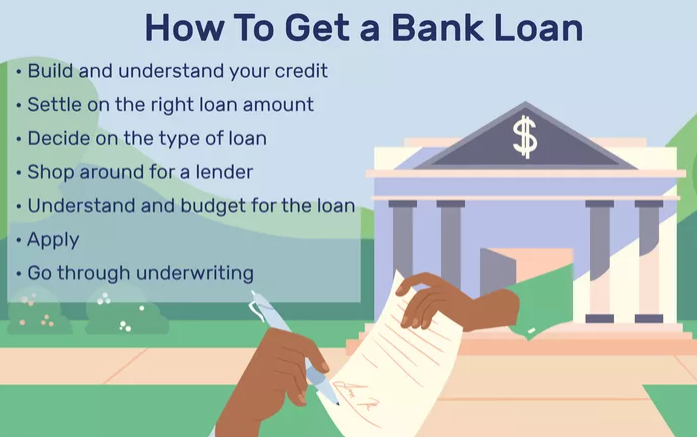 How To Get a Bank Loan
• Build and understand your credit
• Settle on the right loan amount
• Decide on the type of loan
• Shop around for a lender
• Understand and budget for the loan
• Apply
• Go through underwriting
$